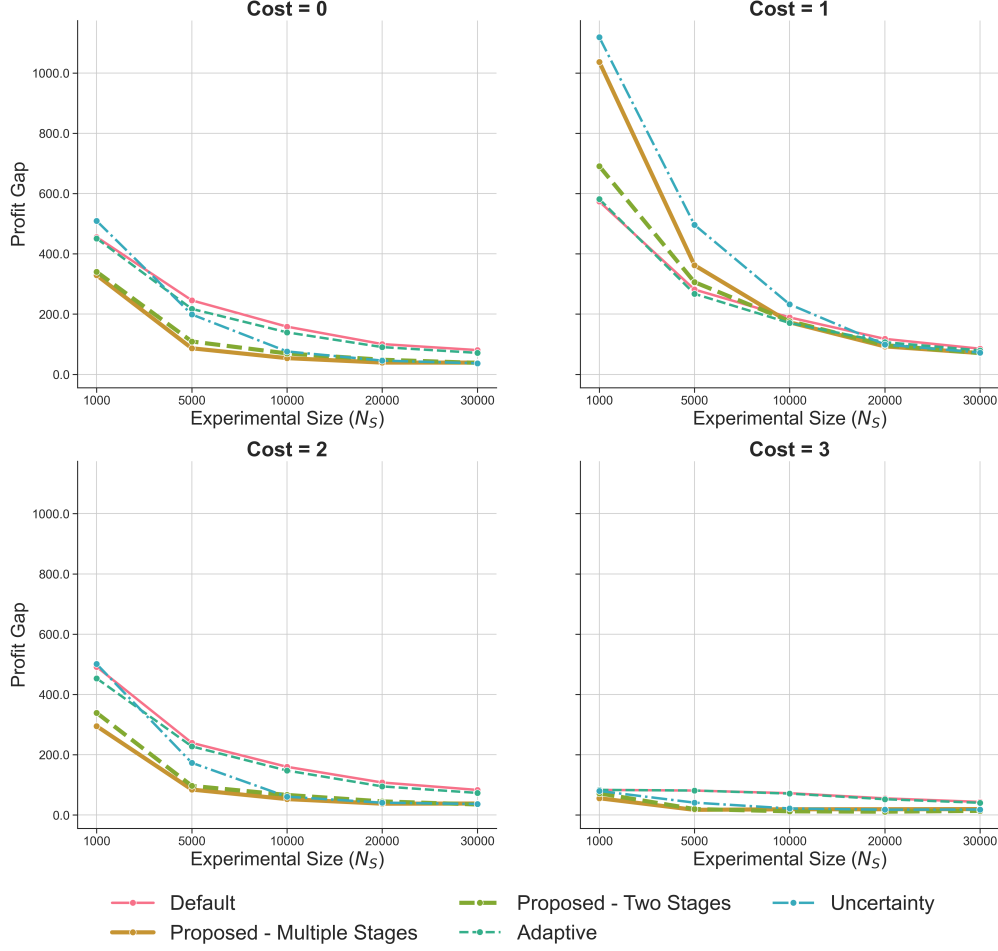 Cost = 0
Cost = 1
1000.0
800.0
600.0
400.0
200.0
0.0
Profit Gap
1000 5000 10000 20000 30000
1000 5000 10000 20000 30000
Experimental Size (N_S)
Experimental Size (N_S)
Cost = 2
Cost = 3
1000.0
800.0
600.0
400.0
200.0
0.0
Profit Gap
1000 5000 10000 20000 30000
1000 5000 10000 20000 30000
Experimental Size (N_S)
Experimental Size (N_S)
Default Proposed - Two Stages Uncertainty
Proposed - Multiple Stages Adaptive